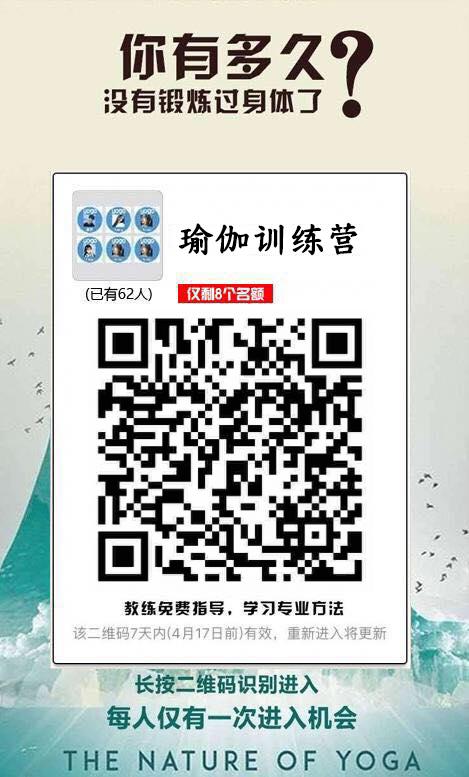 你有多久?
没有锻炼过身体了
瑜伽训练营
(已有62人)
仅剩8个名额
教练免费指导，学习专业方法
该二维码7天内(4月17日前)有效，重新进入将更新
长按二维码识别进入
每人仅有一次进入机会
THE NATURE OF YOGA